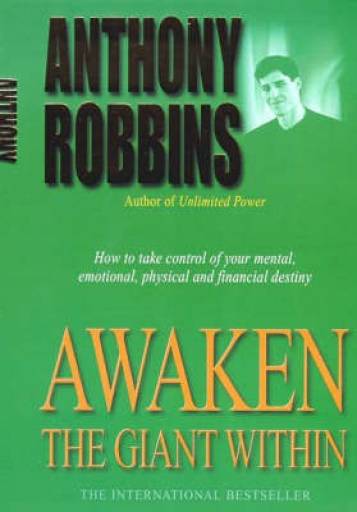 ANTHONY
ANTHONY
ROBBINS
Author of Unlimited Power
How to take control of your mental,
emotional, physical and financial destiny
AWAKEN
THE GIANT WITHIN
THE INTERNATIONAL BESTSELLER